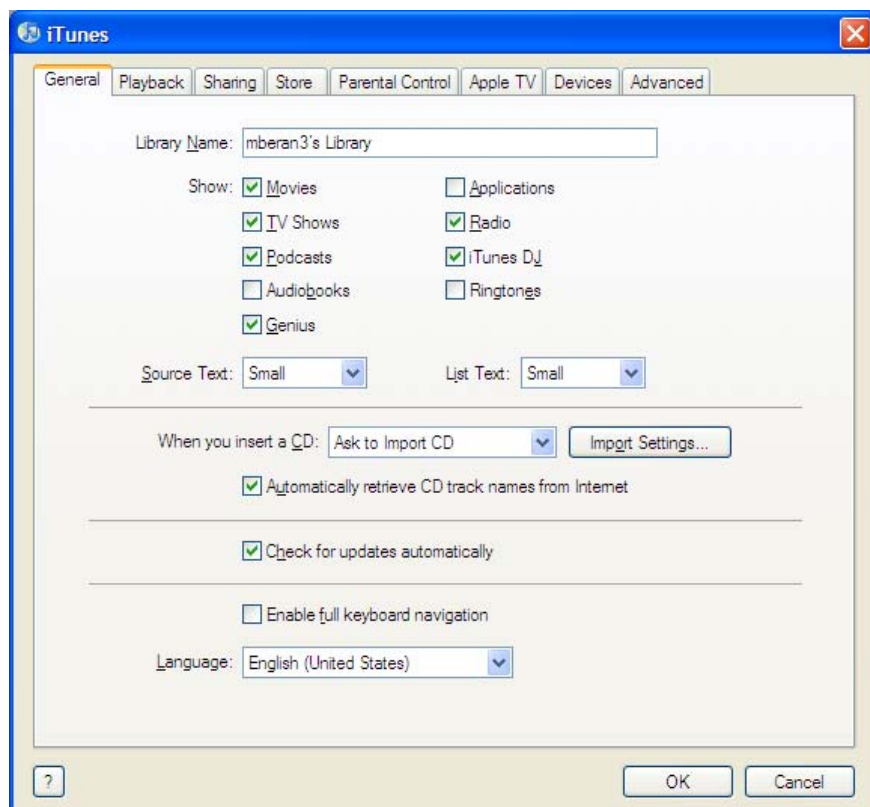 iTunes
General Playback Sharing Store Parental Control Apple TV Devices Advanced
Library Name: mberan3's Library
Show: Movies Applications
TV Shows Radio
Podcasts iTunes DJ
Audiobooks Ringtones
Genius
Source Text: Small List Text: Small
When you insert a CD: Ask to Import CD Import Settings...
Automatically retrieve CD track names from Internet
Check for updates automatically
Enable full keyboard navigation
Language: English (United States)
? OK Cancel